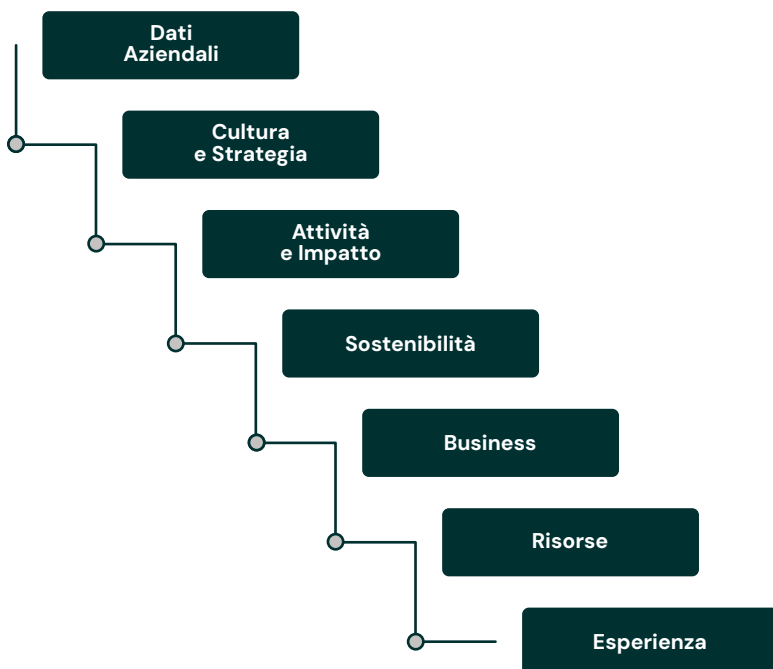 Dati
Aziendali
Cultura
e Strategia
Attività
e Impatto
Sostenibilità
Business
Risorse
Esperienza